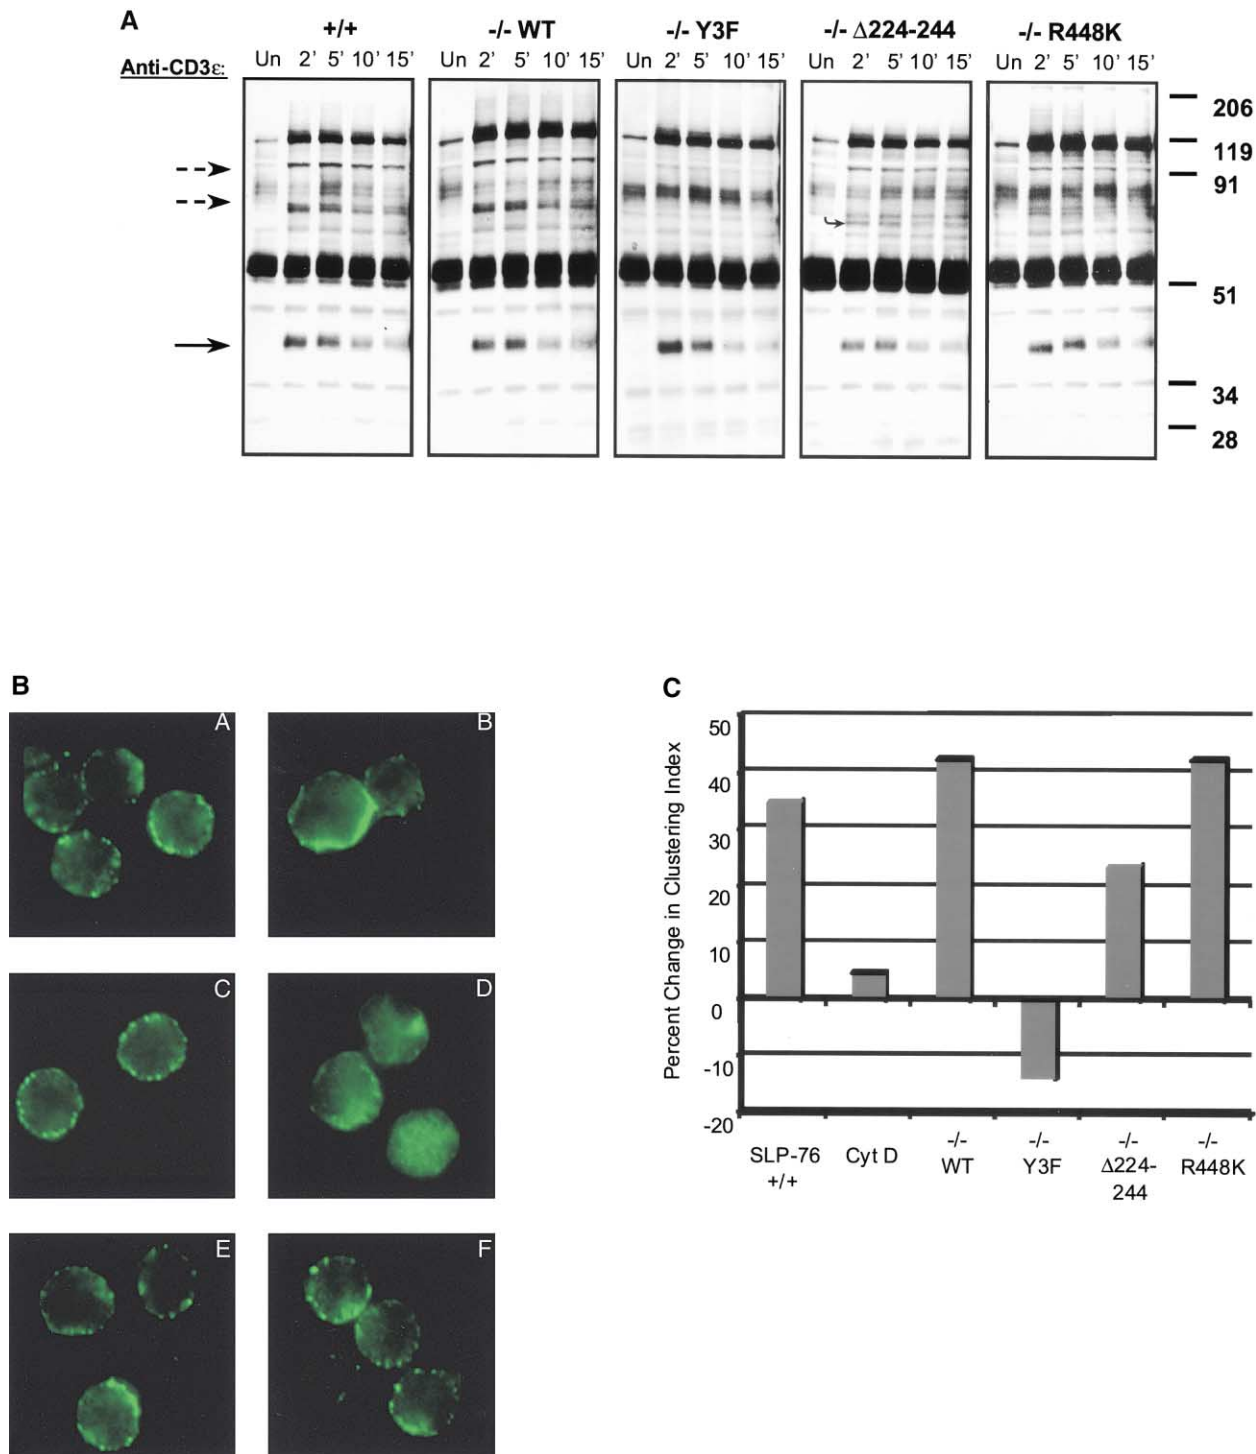 A
+/+ -/- WT -/- Y3F -/- Δ224-244 -/- R448K
Anti-CD3ε: Un 2' 5' 10' 15' Un 2' 5' 10' 15' Un 2' 5' 10' 15' Un 2' 5' 10' 15' Un 2' 5' 10' 15'
206
119
91
51
34
28
B
A
B
C
D
E
F
C
Percent Change in Clustering Index
50
40
30
20
10
0
-10
-20
SLP-76
+/+
Cyt D
-/-
WT
-/-
Y3F
-/-
Δ224-
244
-/-
R448K